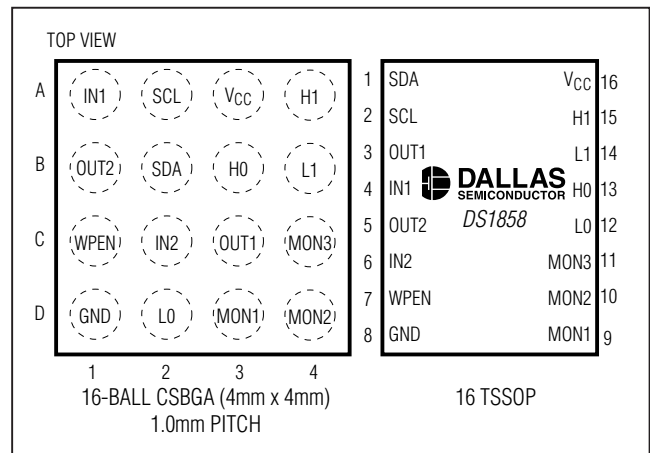 TOP VIEW
A IN1 SCL VCC H1
B OUT2 SDA H0 L1
C WPEN IN2 OUT1 MON3
D GND L0 MON1 MON2
1 2 3 4
16-BALL CSBGA (4mm x 4mm)
1.0mm PITCH
1 SDA VCC 16
2 SCL H1 15
3 OUT1 L1 14
4 IN1 DALLAS H0 13
SEMICONDUCTOR
5 OUT2 DS1858 L0 12
6 IN2 MON3 11
7 WPEN MON2 10
8 GND MON1 9
16 TSSOP